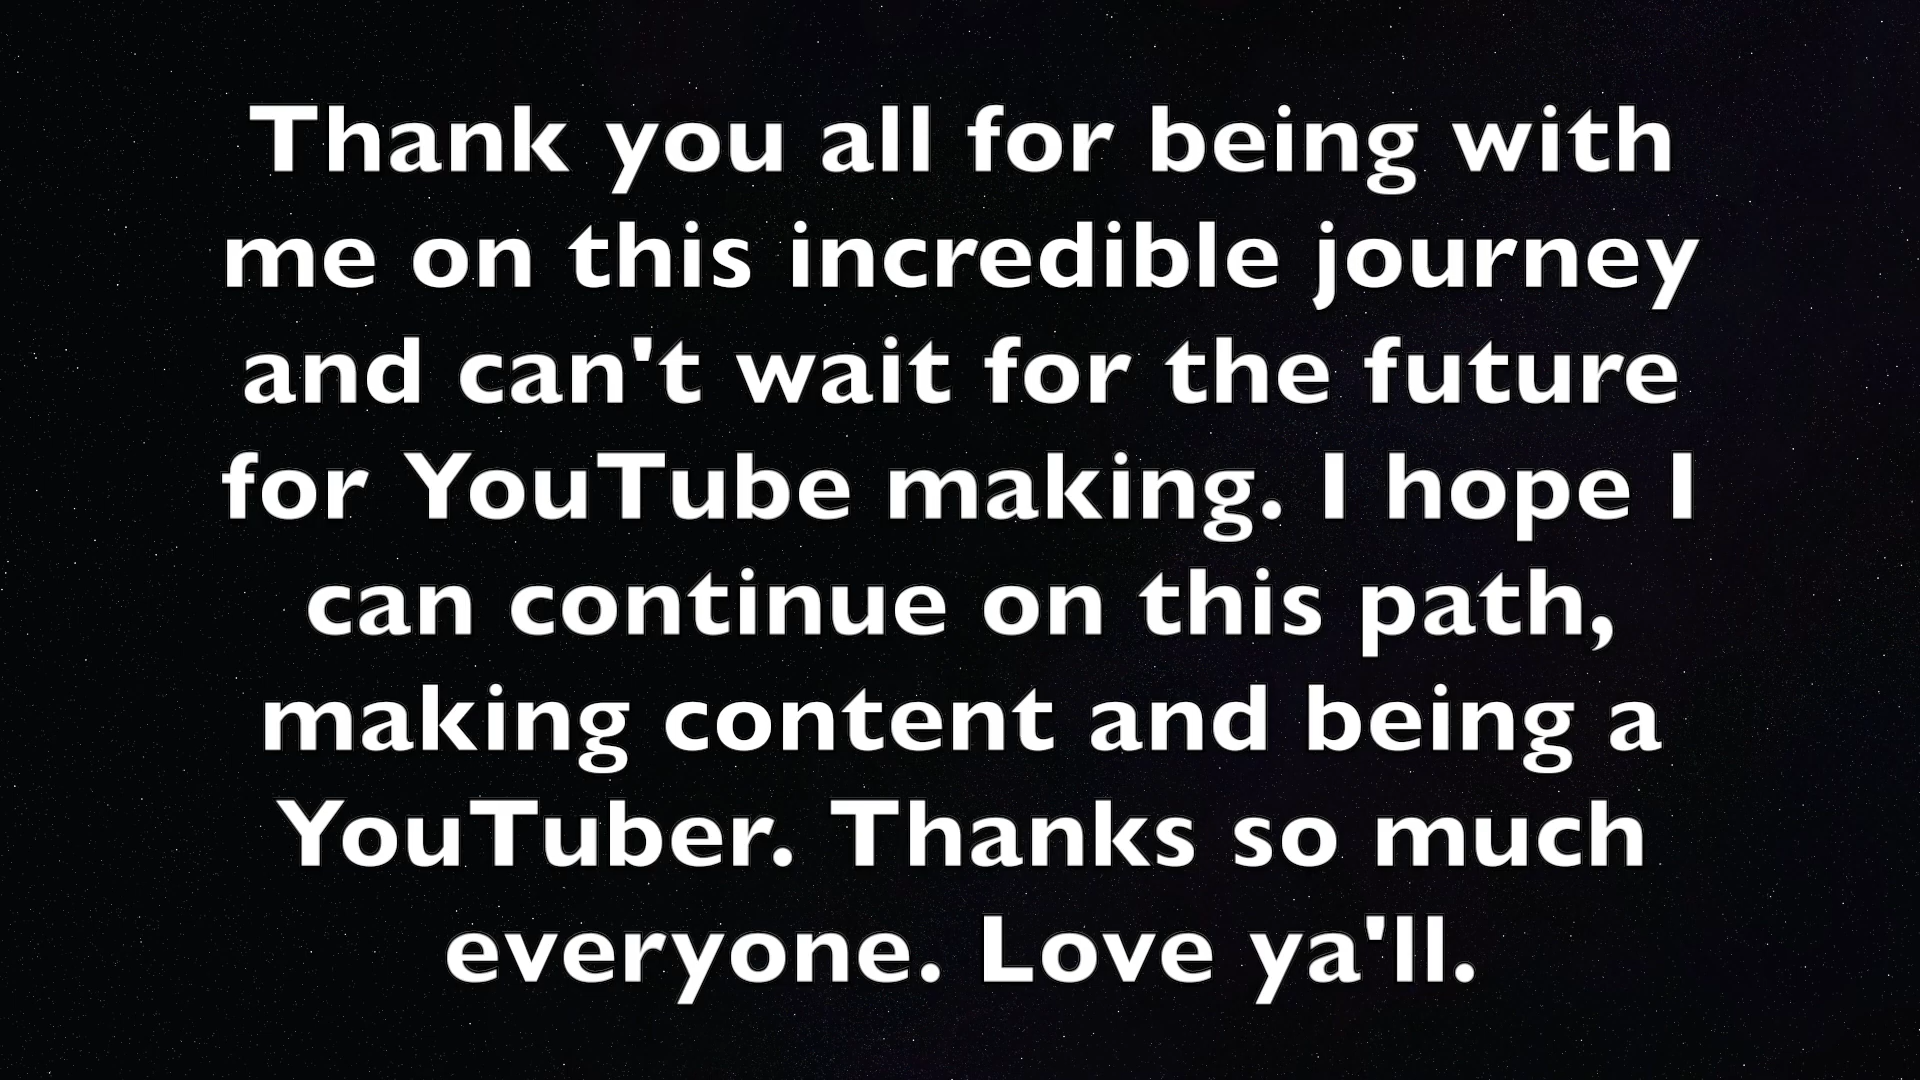 Thank you all for being with
me on this incredible journey
and can't wait for the future
for YouTube making. I hope I
can continue on this path,
making content and being a
YouTuber. Thanks so much
everyone. Love ya'll.